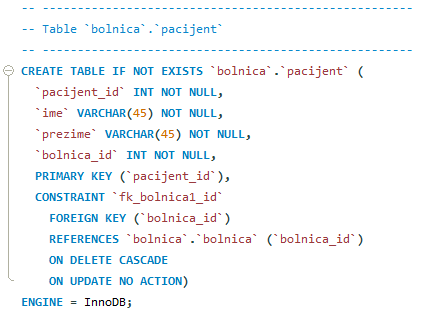 -- -----------------------------------------------------
-- Table `bolnica`.`pacijent`
-- -----------------------------------------------------
CREATE TABLE IF NOT EXISTS `bolnica`.`pacijent` (
  `pacijent_id` INT NOT NULL,
  `ime` VARCHAR(45) NOT NULL,
  `prezime` VARCHAR(45) NOT NULL,
  `bolnica_id` INT NOT NULL,
  PRIMARY KEY (`pacijent_id`),
  CONSTRAINT `fk_bolnica1_id`
    FOREIGN KEY (`bolnica_id`)
    REFERENCES `bolnica`.`bolnica` (`bolnica_id`)
    ON DELETE CASCADE
    ON UPDATE NO ACTION)
ENGINE = InnoDB;